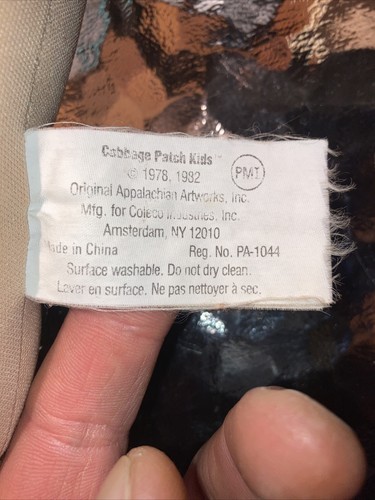 Cabbage Patch Kids™
© 1978, 1982
PMI
Original Appalachian Artworks, Inc.
Mfg. for Coleco Industries, Inc.
Amsterdam, NY 12010
Made in China Reg. No. PA-1044
Surface washable. Do not dry clean.
Laver en surface. Ne pas nettoyer à sec.